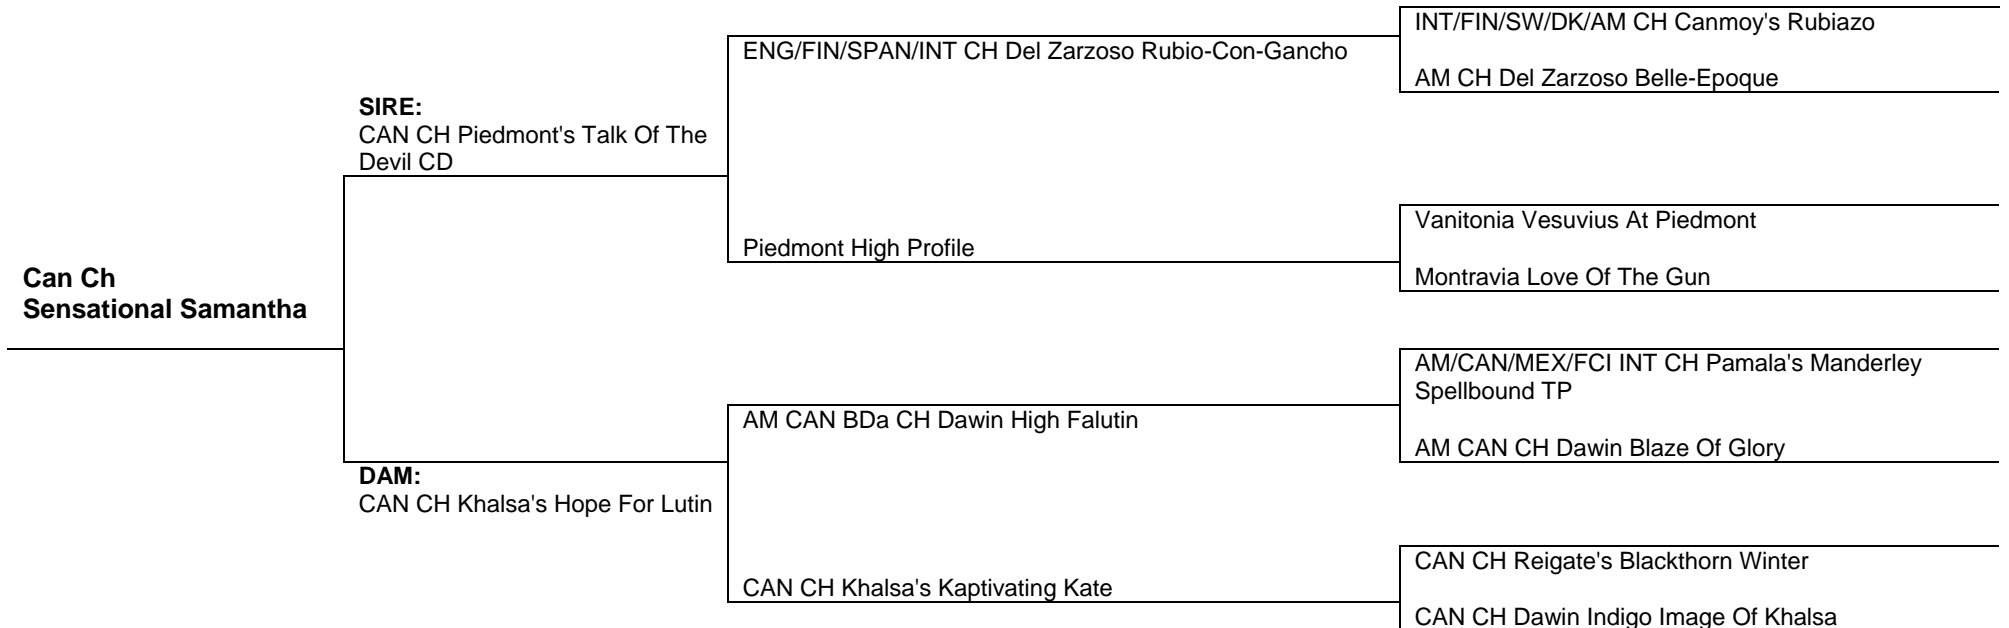 INT/FIN/SW/DK/AM CH Canmoy's Rubiazo
ENG/FIN/SPAN/INT CH Del Zarzoso Rubio-Con-Gancho
AM CH Del Zarzoso Belle-Epoque
SIRE:
CAN CH Piedmont's Talk Of The
Devil CD
Vanitonia Vesuvius At Piedmont
Piedmont High Profile
Montravia Love Of The Gun
Can Ch
Sensational Samantha
AM/CAN/MEX/FCI INT CH Pamala's Manderley
Spellbound TP
AM CAN BDa CH Dawin High Falutin
AM CAN CH Dawin Blaze Of Glory
DAM:
CAN CH Khalsa's Hope For Lutin
CAN CH Reigate's Blackthorn Winter
CAN CH Khalsa's Kaptivating Kate
CAN CH Dawin Indigo Image Of Khalsa